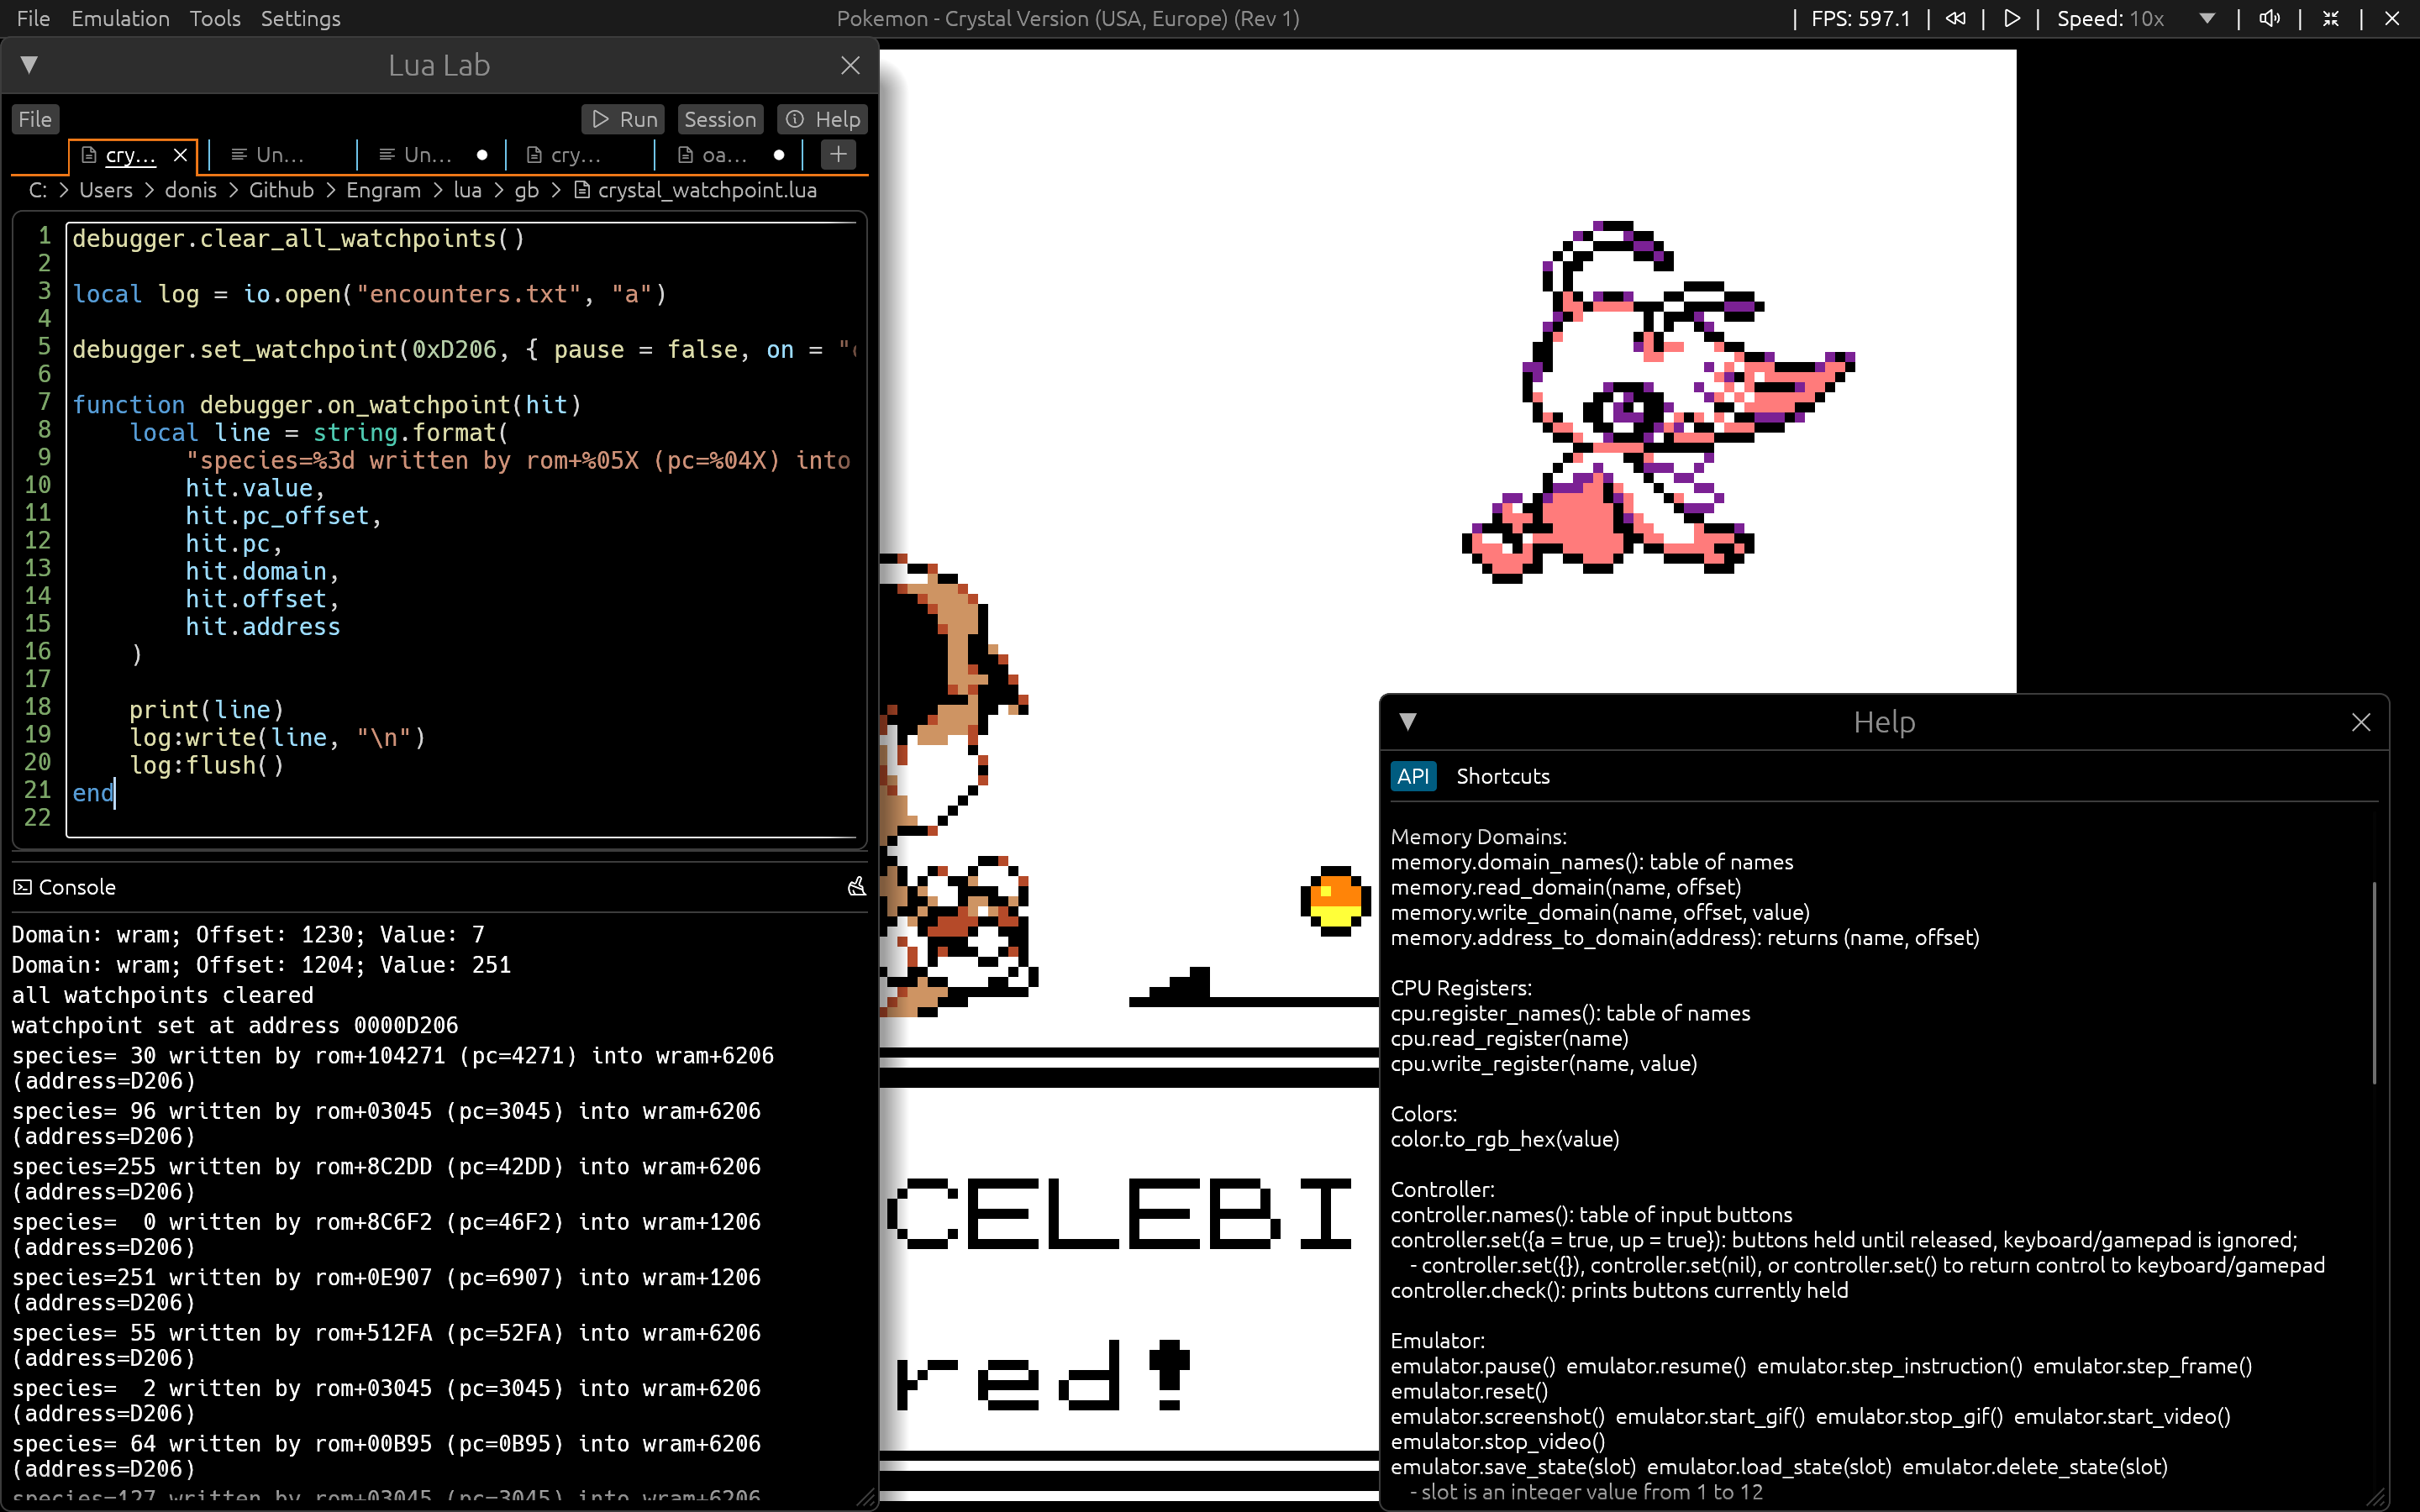 File Emulation Tools Settings
Pokemon - Crystal Version (USA, Europe) (Rev 1)
| FPS: 597.1 | | | Speed: 10x | | |
Lua Lab
File
Run Session Help
cry... Un... Un... cry... oa... +
C: > Users > donis > Github > Engram > lua > gb > crystal_watchpoint.lua
1 debugger.clear_all_watchpoints()
2
3 local log = io.open("encounters.txt", "a")
4
5 debugger.set_watchpoint(0xD206, { pause = false, on = "
6
7 function debugger.on_watchpoint(hit)
8 local line = string.format(
9 "species=%3d written by rom+%05X (pc=%04X) into
10 hit.value,
11 hit.pc_offset,
12 hit.pc,
13 hit.domain,
14 hit.offset,
15 hit.address
16 )
17
18 print(line)
19 log:write(line, "\n")
20 log:flush()
21 end
22
Console
Domain: wram; Offset: 1230; Value: 7
Domain: wram; Offset: 1204; Value: 251
all watchpoints cleared
watchpoint set at address 0000D206
species= 30 written by rom+104271 (pc=4271) into wram+6206
(address=D206)
species= 96 written by rom+03045 (pc=3045) into wram+6206
(address=D206)
species=255 written by rom+8C2DD (pc=42DD) into wram+6206
(address=D206)
species=  0 written by rom+8C6F2 (pc=46F2) into wram+1206
(address=D206)
species=251 written by rom+0E907 (pc=6907) into wram+1206
(address=D206)
species= 55 written by rom+512FA (pc=52FA) into wram+6206
(address=D206)
species=  2 written by rom+03045 (pc=3045) into wram+6206
(address=D206)
species= 64 written by rom+00B95 (pc=0B95) into wram+6206
(address=D206)
species=127 written by rom+03045 (pc=3045) into wram+6206
CELEBI
red!
Help
API Shortcuts
Memory Domains:
memory.domain_names(): table of names
memory.read_domain(name, offset)
memory.write_domain(name, offset, value)
memory.address_to_domain(address): returns (name, offset)
CPU Registers:
cpu.register_names(): table of names
cpu.read_register(name)
cpu.write_register(name, value)
Colors:
color.to_rgb_hex(value)
Controller:
controller.names(): table of input buttons
controller.set({a = true, up = true}): buttons held until released, keyboard/gamepad is ignored;
- controller.set({}), controller.set(nil), or controller.set() to return control to keyboard/gamepad
controller.check(): prints buttons currently held
Emulator:
emulator.pause() emulator.resume() emulator.step_instruction() emulator.step_frame()
emulator.reset()
emulator.screenshot() emulator.start_gif() emulator.stop_gif() emulator.start_video()
emulator.stop_video()
emulator.save_state(slot) emulator.load_state(slot) emulator.delete_state(slot)
- slot is an integer value from 1 to 12